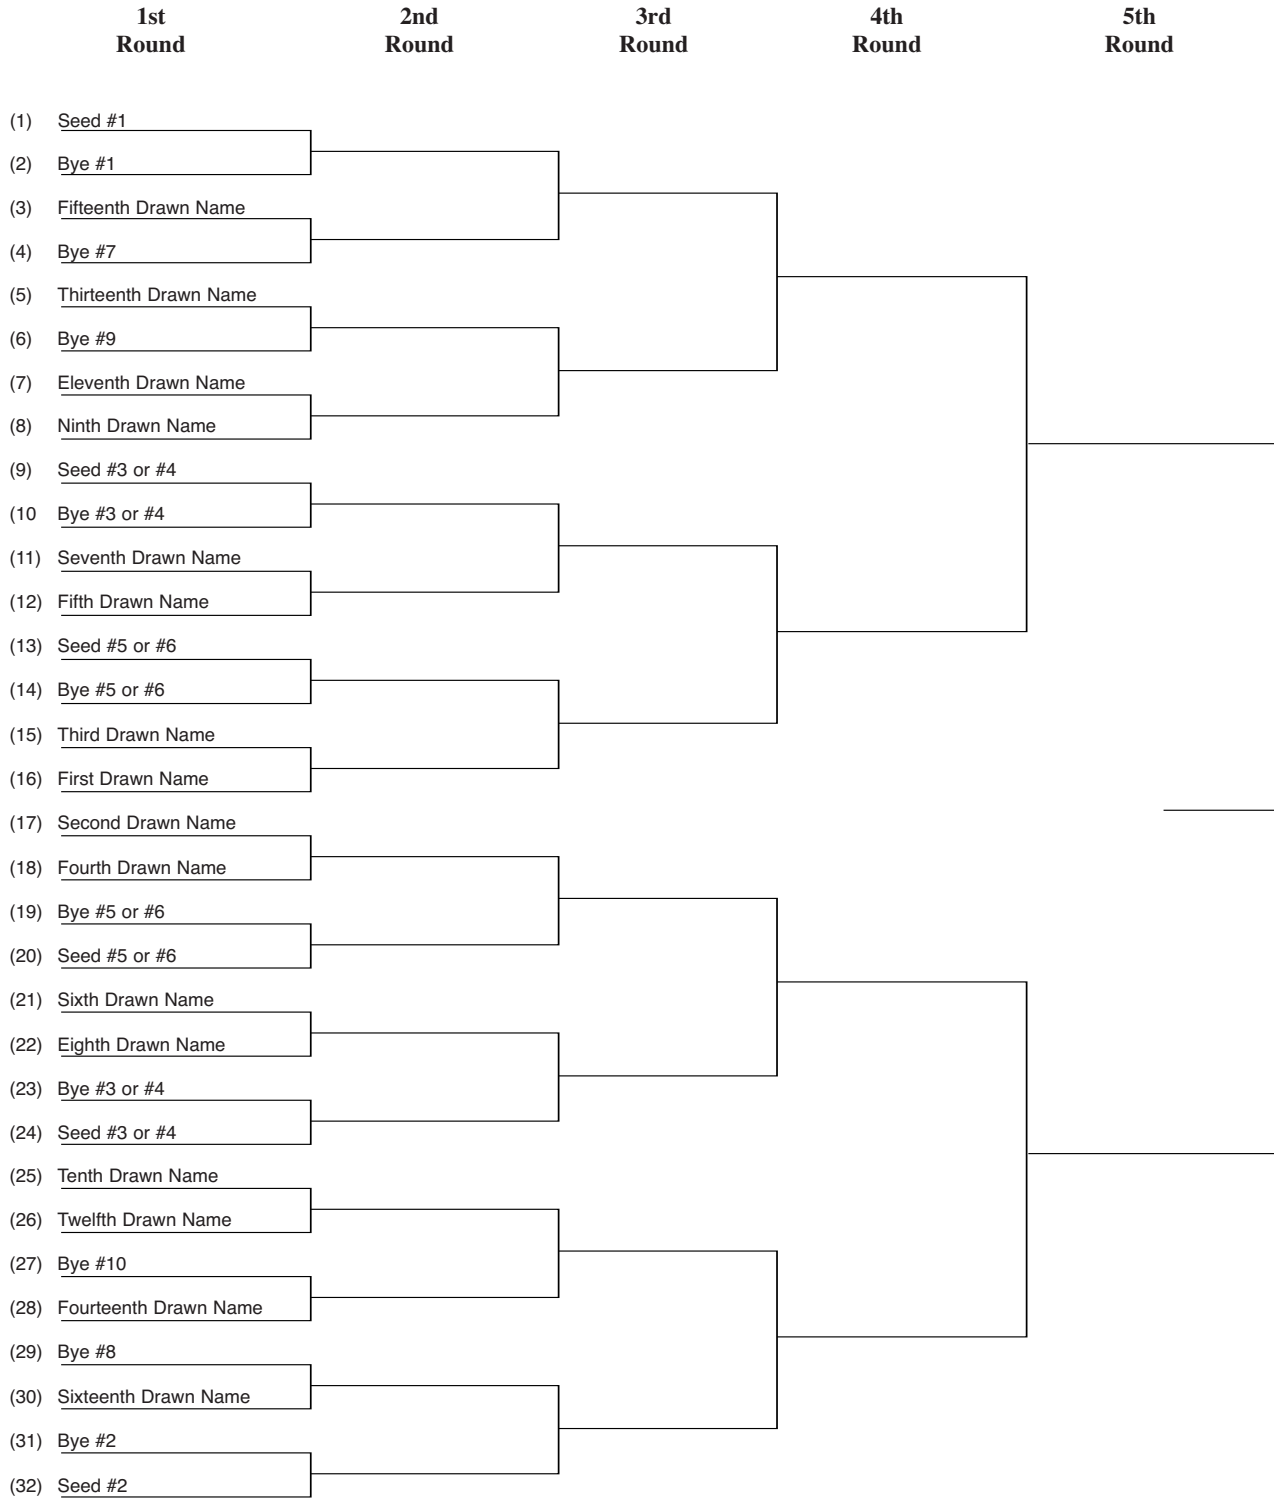 1st 2nd 3rd 4th 5th
Round Round Round Round Round
(1) Seed #1
(2) Bye #1
(3) Fifteenth Drawn Name
(4) Bye #7
(5) Thirteenth Drawn Name
(6) Bye #9
(7) Eleventh Drawn Name
(8) Ninth Drawn Name
(9) Seed #3 or #4
(10 Bye #3 or #4
(11) Seventh Drawn Name
(12) Fifth Drawn Name
(13) Seed #5 or #6
(14) Bye #5 or #6
(15) Third Drawn Name
(16) First Drawn Name
(17) Second Drawn Name
(18) Fourth Drawn Name
(19) Bye #5 or #6
(20) Seed #5 or #6
(21) Sixth Drawn Name
(22) Eighth Drawn Name
(23) Bye #3 or #4
(24) Seed #3 or #4
(25) Tenth Drawn Name
(26) Twelfth Drawn Name
(27) Bye #10
(28) Fourteenth Drawn Name
(29) Bye #8
(30) Sixteenth Drawn Name
(31) Bye #2
(32) Seed #2